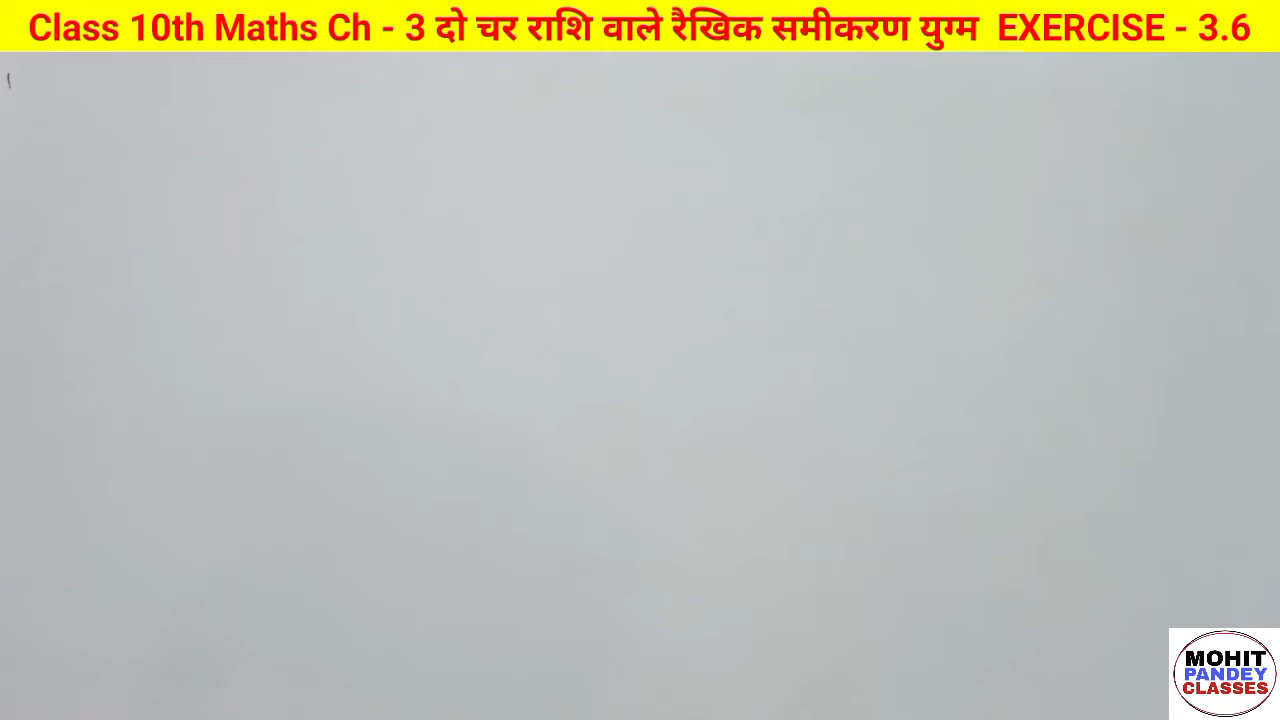 Class 10th Maths Ch - 3 दो चर राशि वाले रैखिक समीकरण युग्म EXERCISE - 3.6
MOHIT
PANDEY
CLASSES